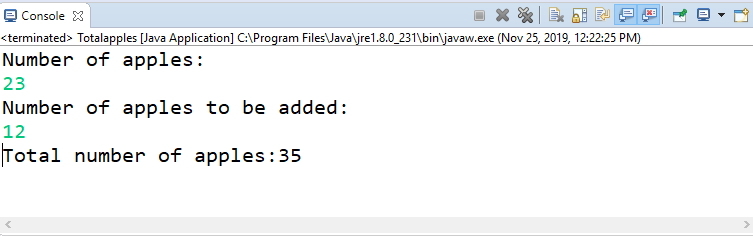 Console
<terminated> Totalapples [Java Application] C:\Program Files\Java\jre1.8.0_231\bin\javaw.exe (Nov 25, 2019, 12:22:25 PM)
Number of apples:
23
Number of apples to be added:
12
Total number of apples:35